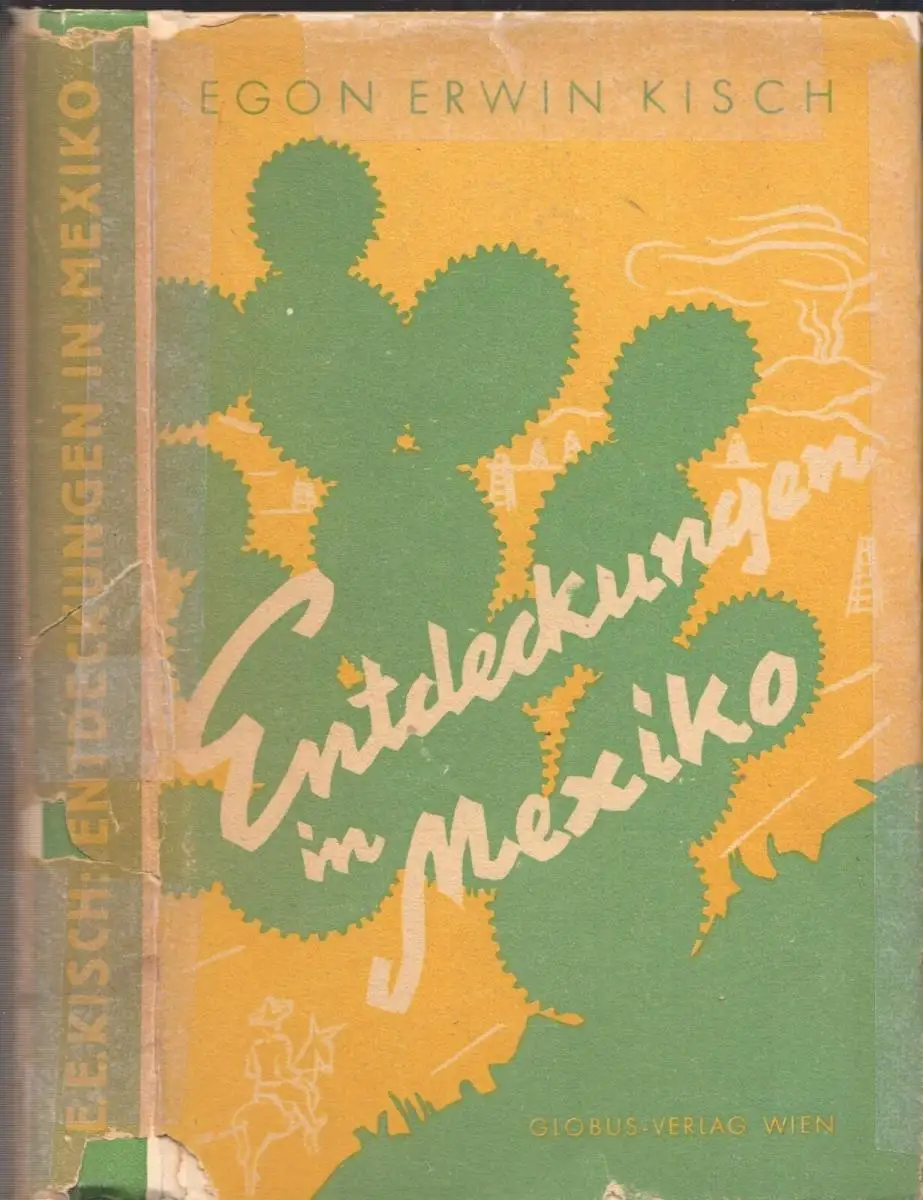 EGON ERWIN KISCH
Entdeckungen
in Mexiko
GLOBUS-VERLAG WIEN
E.E.KISCH: ENTDECKUNGEN IN MEXIKO